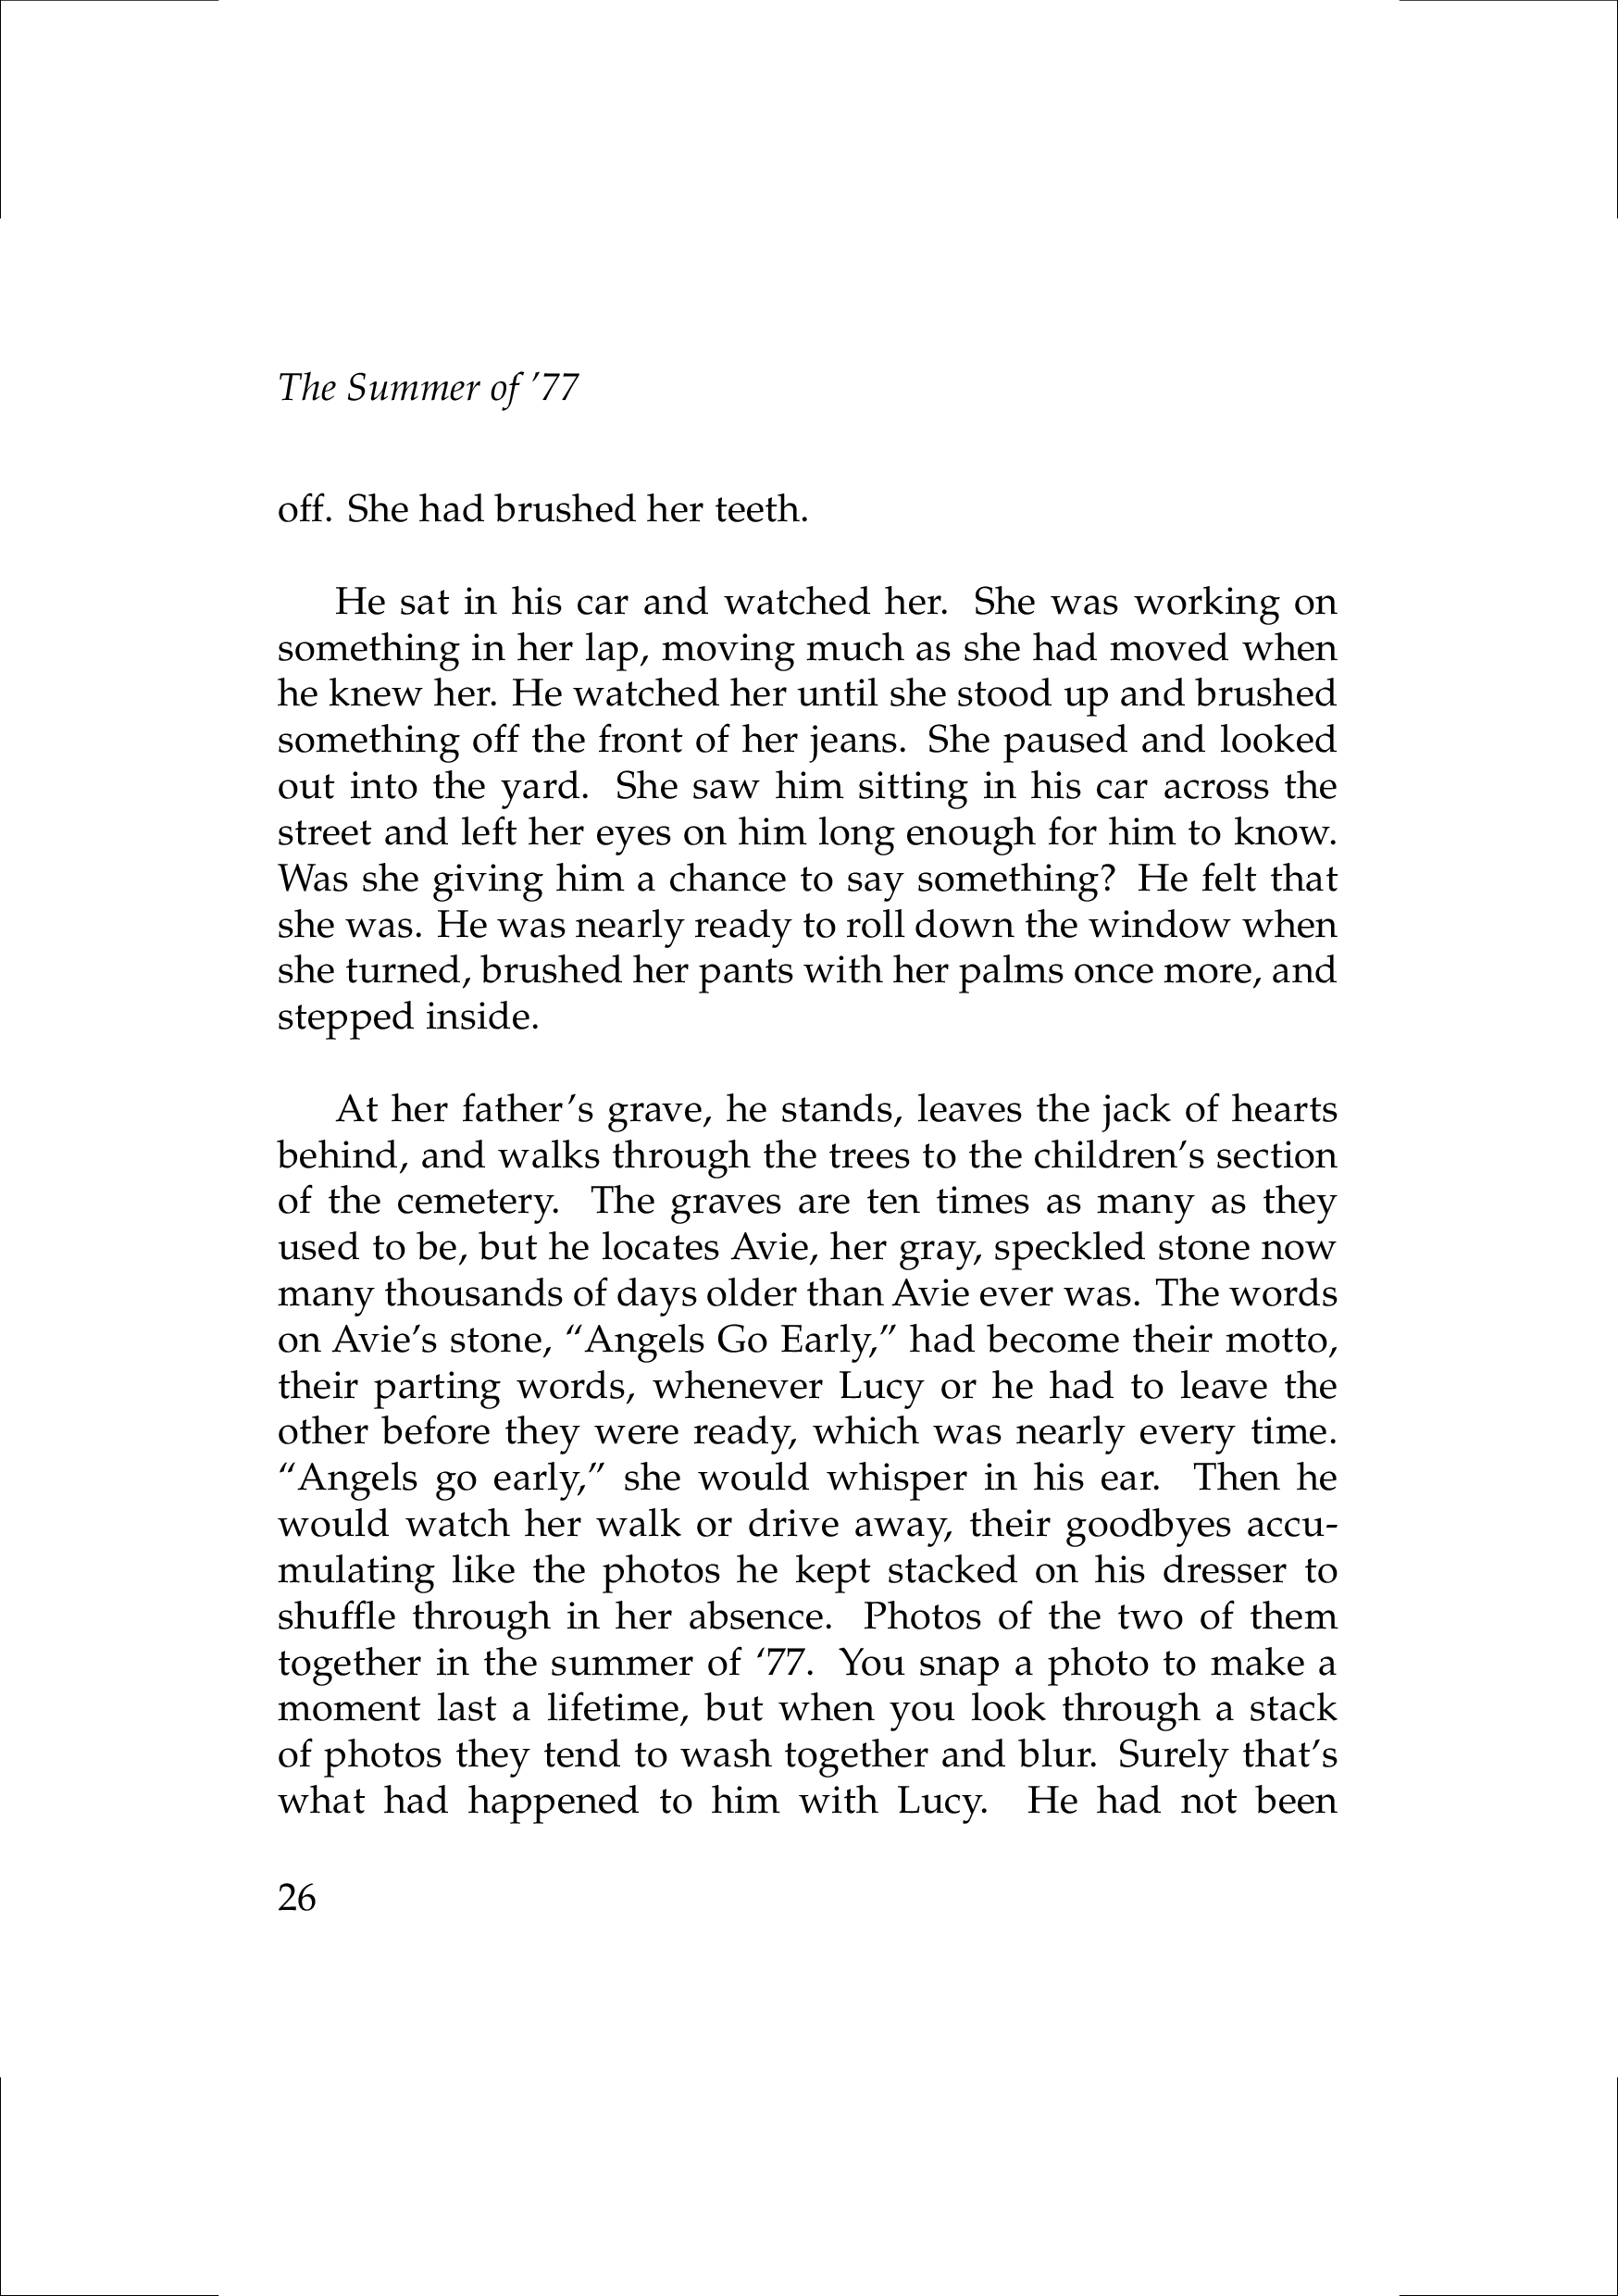 The Summer of ’77
off. She had brushed her teeth.
He sat in his car and watched her. She was working on
something in her lap, moving much as she had moved when
he knew her. He watched her until she stood up and brushed
something off the front of her jeans. She paused and looked
out into the yard. She saw him sitting in his car across the
street and left her eyes on him long enough for him to know.
Was she giving him a chance to say something? He felt that
she was. He was nearly ready to roll down the window when
she turned, brushed her pants with her palms once more, and
stepped inside.
At her father’s grave, he stands, leaves the jack of hearts
behind, and walks through the trees to the children’s section
of the cemetery. The graves are ten times as many as they
used to be, but he locates Avie, her gray, speckled stone now
many thousands of days older than Avie ever was. The words
on Avie’s stone, “Angels Go Early,” had become their motto,
their parting words, whenever Lucy or he had to leave the
other before they were ready, which was nearly every time.
“Angels go early,” she would whisper in his ear. Then he
would watch her walk or drive away, their goodbyes accu-
mulating like the photos he kept stacked on his dresser to
shuffle through in her absence. Photos of the two of them
together in the summer of ‘77. You snap a photo to make a
moment last a lifetime, but when you look through a stack
of photos they tend to wash together and blur. Surely that’s
what had happened to him with Lucy. He had not been
26